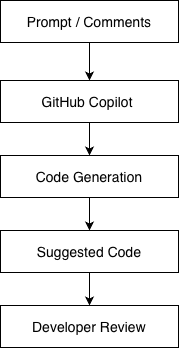 Prompt / Comments
GitHub Copilot
Code Generation
Suggested Code
Developer Review